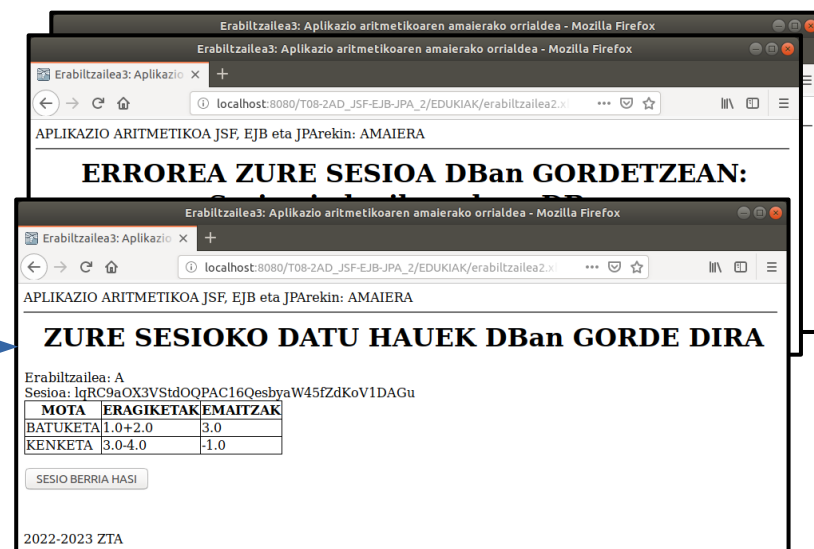 Erabiltzailea3: Aplikazio aritmetikoaren amaierako orrialdea - Mozilla Firefox
Erabiltzailea3: Aplikazio aritmetikoaren amaierako orrialdea - Mozilla Firefox
Erabiltzailea3: Aplikazio
localhost:8080/T08-2AD_JSF-EJB-JPA_2/EDUKIAK/erabiltzailea2.x
APLIKAZIO ARITMETIKOA JSF, EJB eta JPArekin: AMAIERA
ERROREA ZURE SESIOA DBan GORDETZEAN:
Erabiltzailea3: Aplikazio aritmetikoaren amaierako orrialdea - Mozilla Firefox
Erabiltzailea3: Aplikazio
localhost:8080/T08-2AD_JSF-EJB-JPA_2/EDUKIAK/erabiltzailea2.x
APLIKAZIO ARITMETIKOA JSF, EJB eta JPArekin: AMAIERA
ZURE SESIOKO DATU HAUEK DBan GORDE DIRA
Erabiltzailea: A
Sesioa: lqRC9aOX3VStdOQPAC16QesbyaW45fZdKoV1DAGu
MOTA ERAGIKETAK EMAITZAK
BATUKETA 1.0+2.0 3.0
KENKETA 3.0-4.0 -1.0
SESIO BERRIA HASI
2022-2023 ZTA